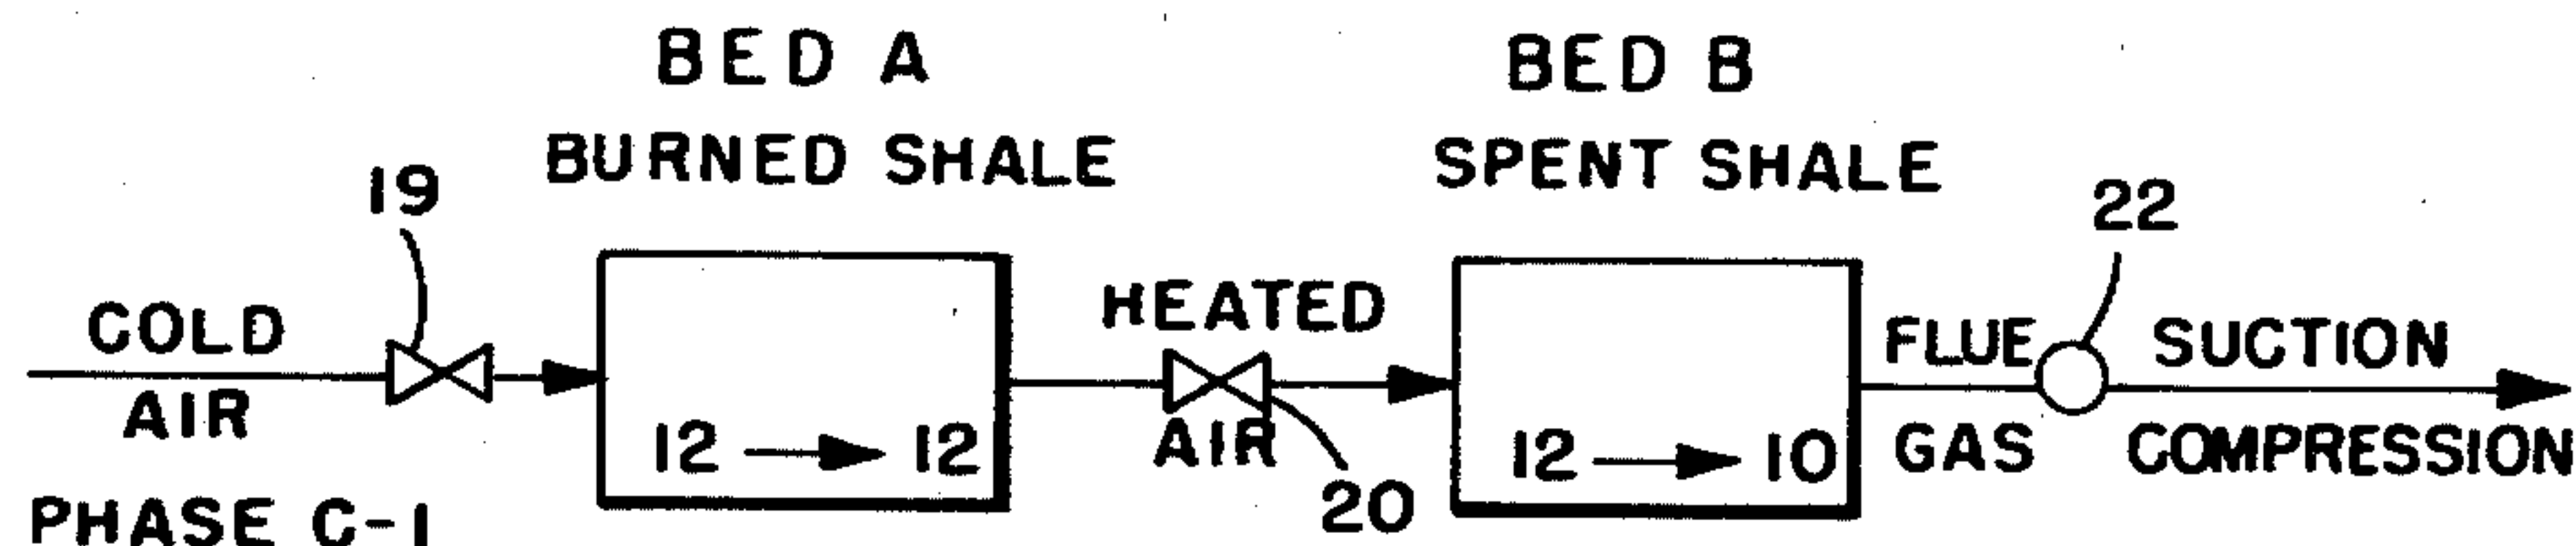 BED A
BURNED SHALE
BED B
SPENT SHALE
19
22
COLD
AIR
HEATED
AIR
FLUE
GAS
SUCTION
COMPRESSION
12 → 12
12 → 10
20
PHASE C-1